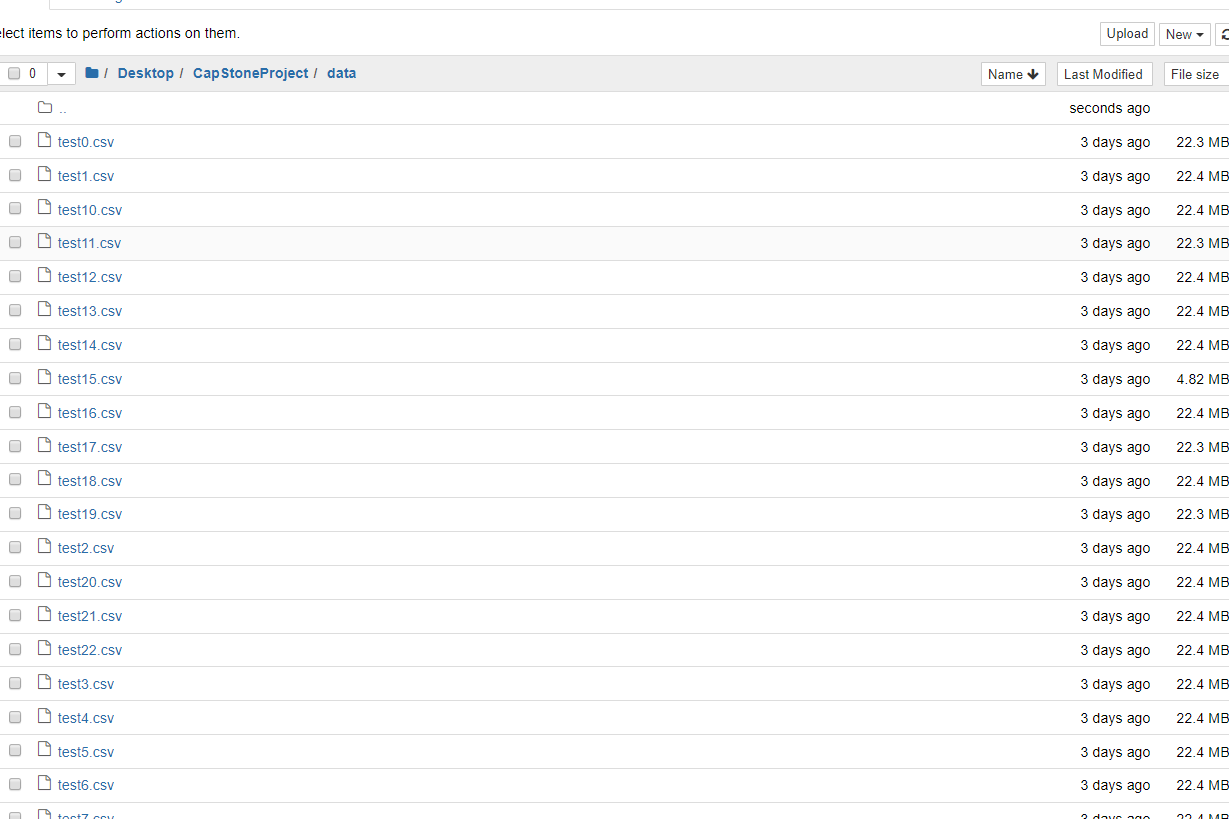 elect items to perform actions on them.
Upload New
0 / Desktop / CapStoneProject / data Name Last Modified File size
.. seconds ago
test0.csv 3 days ago 22.3 MB
test1.csv 3 days ago 22.4 MB
test10.csv 3 days ago 22.4 MB
test11.csv 3 days ago 22.3 MB
test12.csv 3 days ago 22.4 MB
test13.csv 3 days ago 22.4 MB
test14.csv 3 days ago 22.4 MB
test15.csv 3 days ago 4.82 MB
test16.csv 3 days ago 22.4 MB
test17.csv 3 days ago 22.3 MB
test18.csv 3 days ago 22.4 MB
test19.csv 3 days ago 22.3 MB
test2.csv 3 days ago 22.4 MB
test20.csv 3 days ago 22.4 MB
test21.csv 3 days ago 22.4 MB
test22.csv 3 days ago 22.4 MB
test3.csv 3 days ago 22.4 MB
test4.csv 3 days ago 22.4 MB
test5.csv 3 days ago 22.4 MB
test6.csv 3 days ago 22.4 MB
test7.csv 3 days ago 22.4 MB